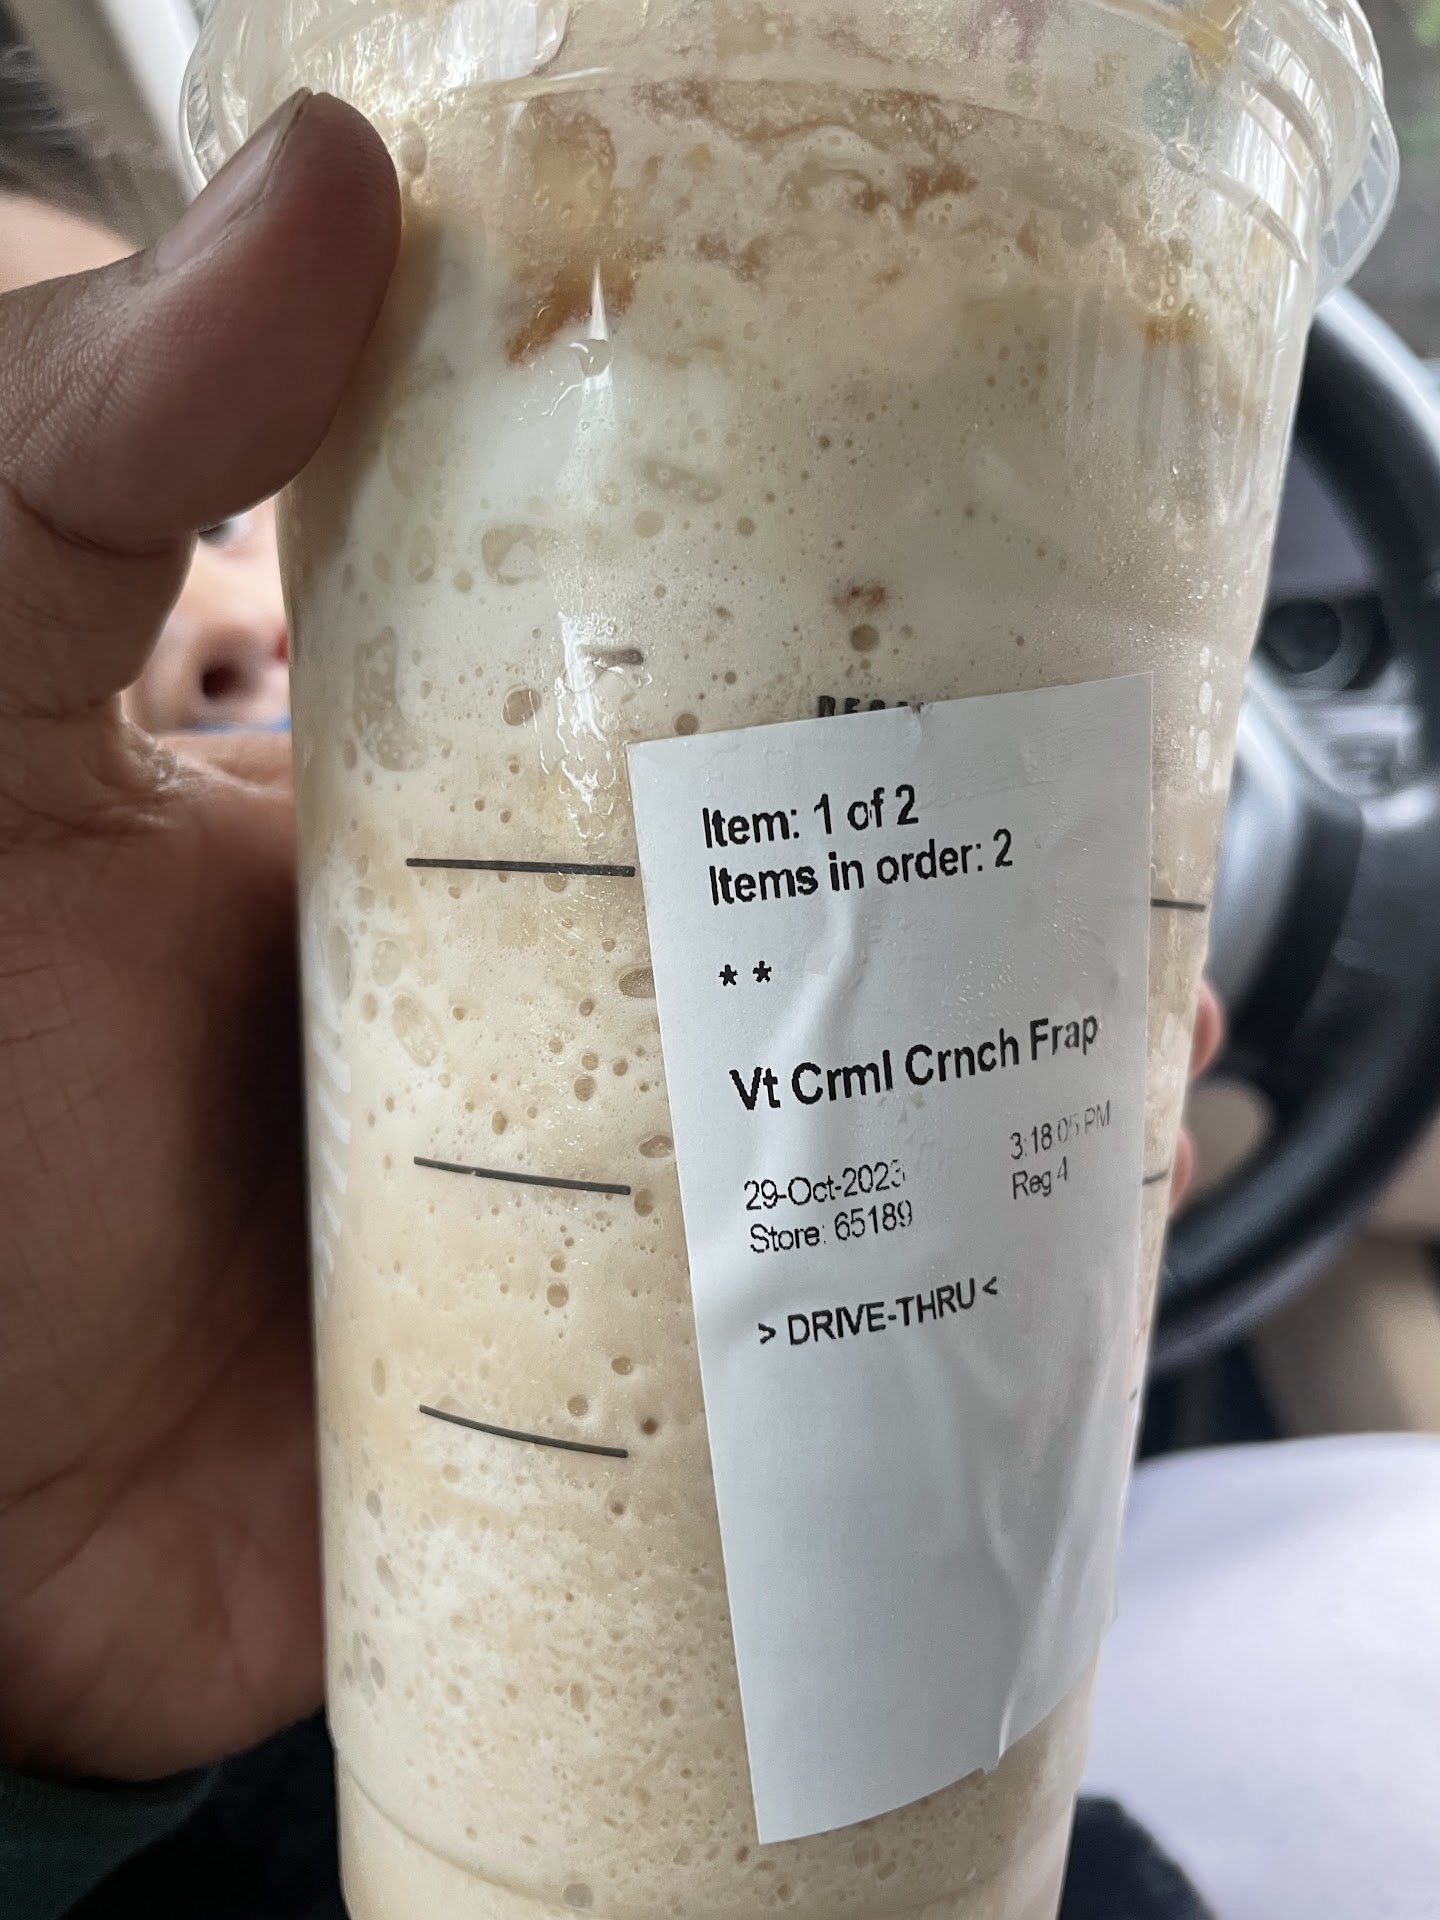 Item: 1 of 2
Items in order: 2
* *
Vt Crml Crnch Frap
3:18:05 PM
29-Oct-2023
Reg 4
Store: 65189
> DRIVE-THRU <